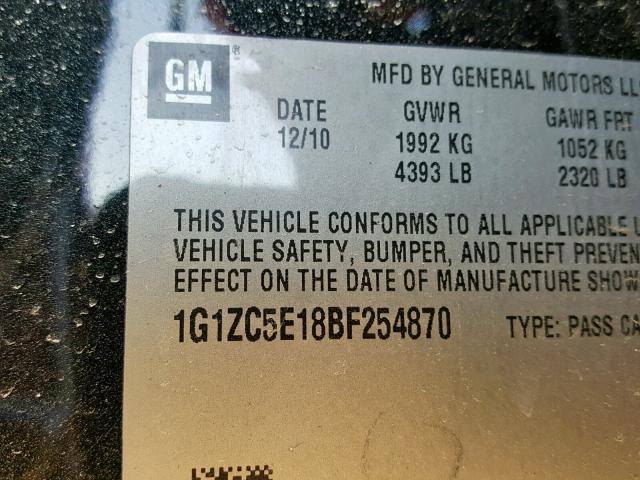 GM ®
MFD BY GENERAL MOTORS
DATE GVWR GAWR FRT
12/10 1992 KG 1052 KG
4393 LB 2320 LB
THIS VEHICLE CONFORMS TO ALL APPLICABLE U
VEHICLE SAFETY, BUMPER, AND THEFT PREVEN
EFFECT ON THE DATE OF MANUFACTURE SHOW
1G1ZC5E18BF254870 TYPE: PASS CA